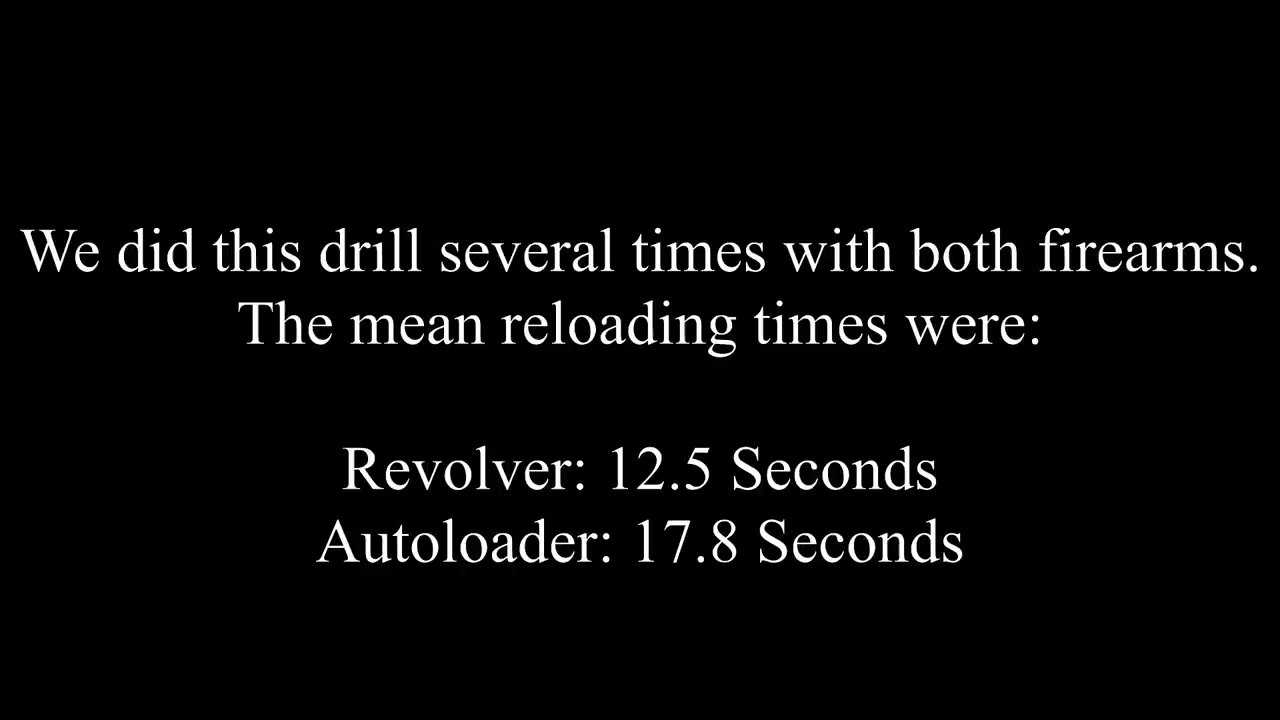 We did this drill several times with both firearms.
The mean reloading times were:
Revolver: 12.5 Seconds
Autoloader: 17.8 Seconds